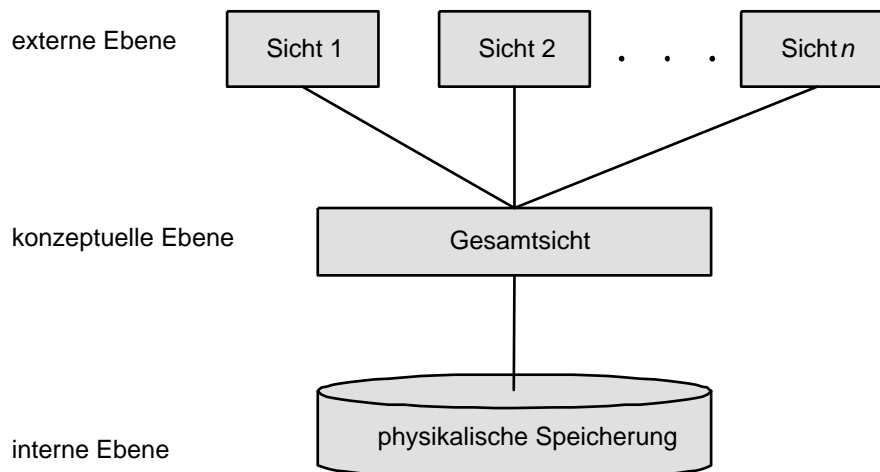 externe Ebene
Sicht 1
Sicht 2
. . .
Sicht n
konzeptuelle Ebene
Gesamtsicht
physikalische Speicherung
interne Ebene